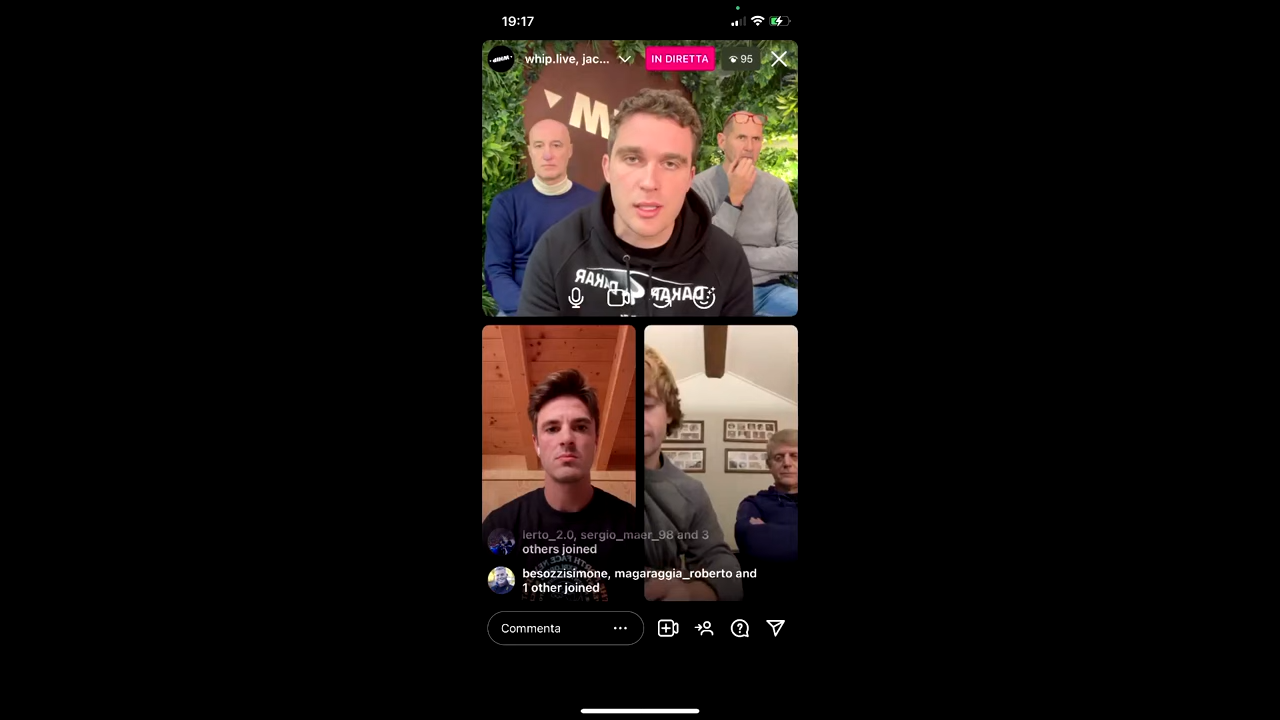 19:17
whip.live, jac...
IN DIRETTA
95
DAKAR
DAKAR
lerto_2.0, sergio_maer_98 and 3
others joined
besozzisimone, magaraggia_roberto and
1 other joined
Commenta